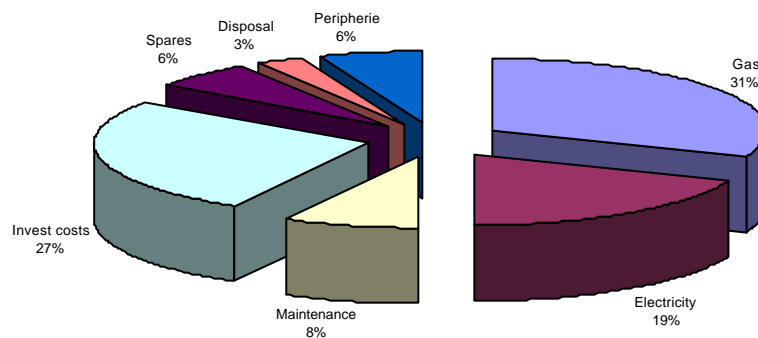 Peripherie
6%
Disposal
3%
Spares
6%
Gas
31%
Invest costs
27%
Electricity
19%
Maintenance
8%